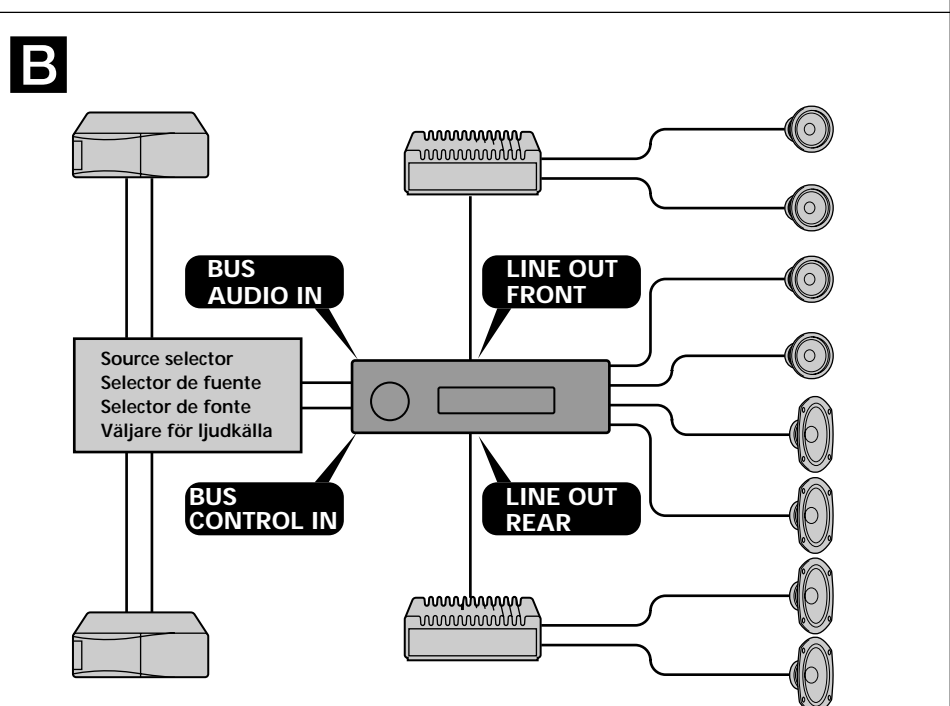 B
BUS
AUDIO IN
LINE OUT
FRONT
Source selector
Selector de fuente
Selector de fonte
Väljare för ljudkälla
BUS
CONTROL IN
LINE OUT
REAR